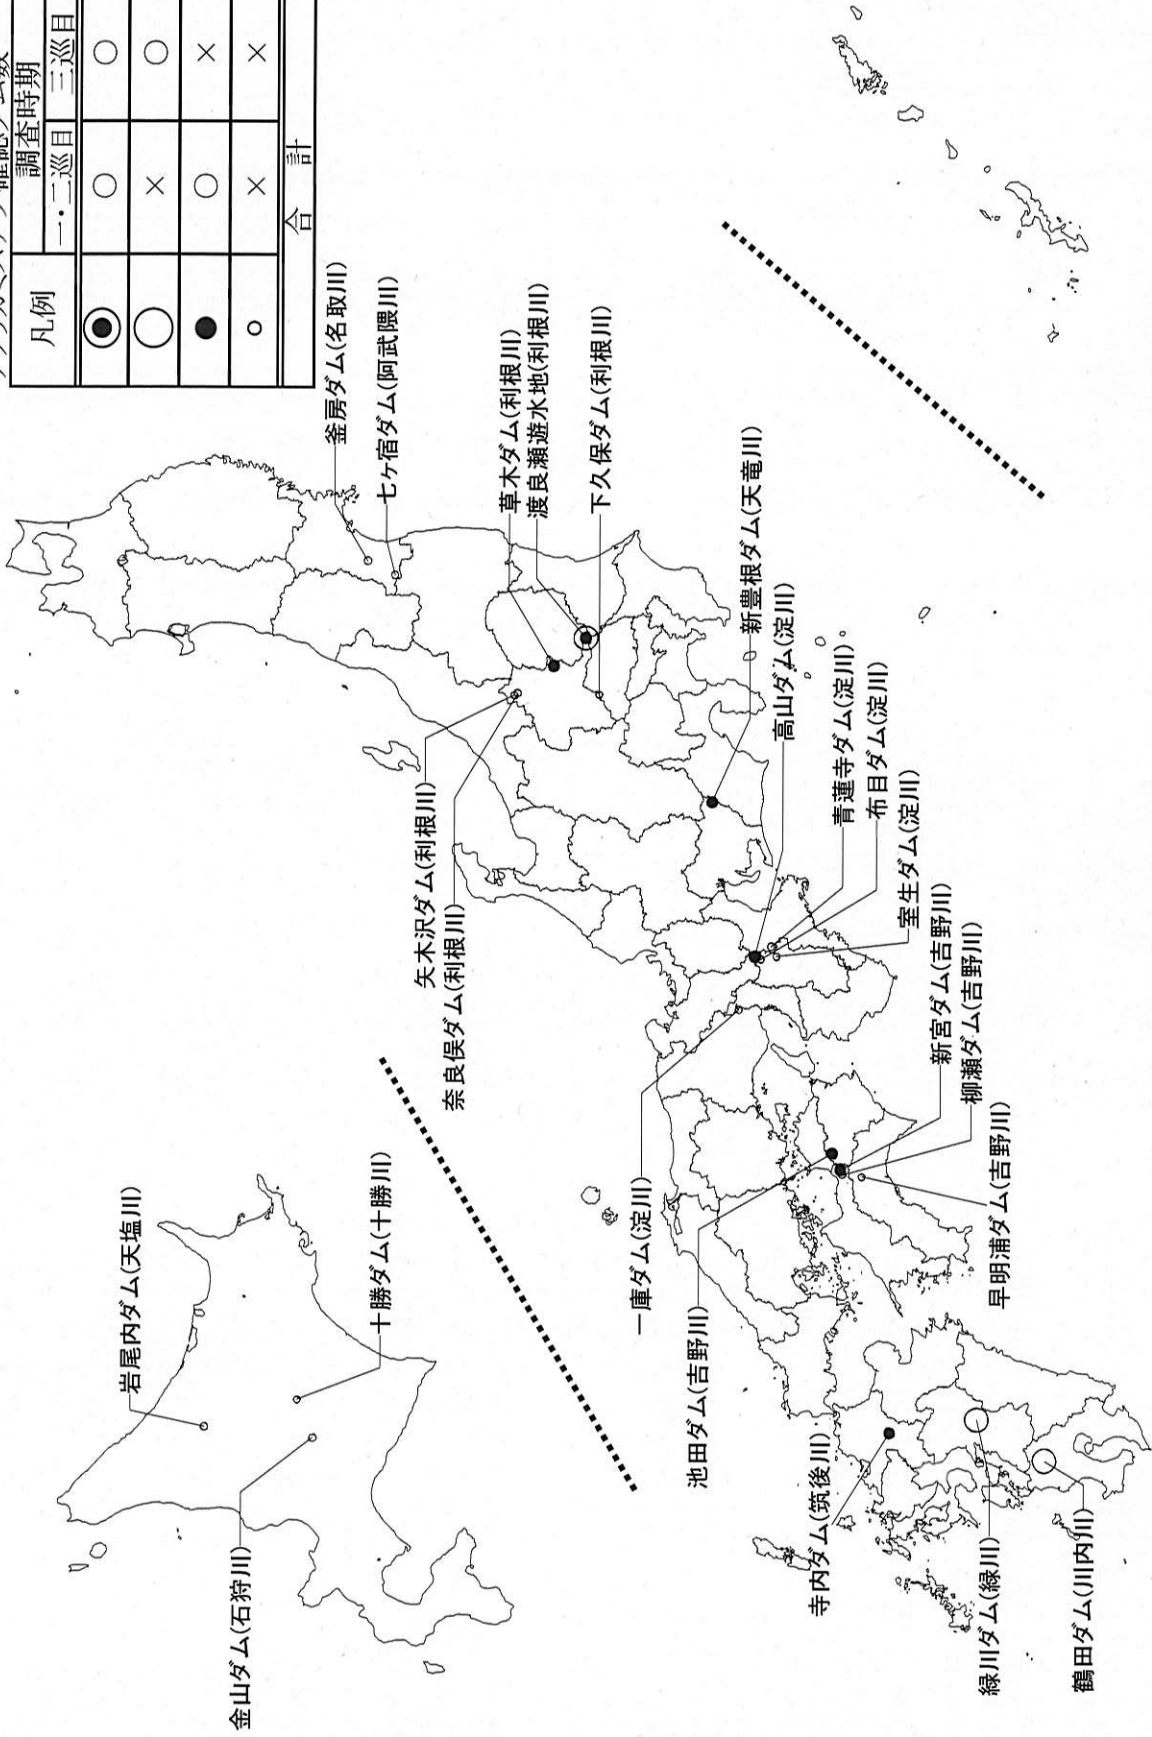 調査時期
凡例 一・二巡目 三巡目
◉ ○ ○
○ × ○
● ○ ×
○ × ×
合 計
岩尾内ダム(天塩川)
十勝ダム(十勝川)
金山ダム(石狩川)
釜房ダム(名取川)
七ヶ宿ダム(阿武隈川)
草木ダム(利根川)
渡良瀬遊水地(利根川)
下久保ダム(利根川)
矢木沢ダム(利根川)
奈良俣ダム(利根川)
新豊根ダム(天竜川)
高山ダム(淀川)
青蓮寺ダム(淀川)
布目ダム(淀川)
室生ダム(淀川)
一庫ダム(淀川)
新宮ダム(吉野川)
柳瀬ダム(吉野川)
早明浦ダム(吉野川)
池田ダム(吉野川)
寺内ダム(筑後川)
緑川ダム(緑川)
鶴田ダム(川内川)